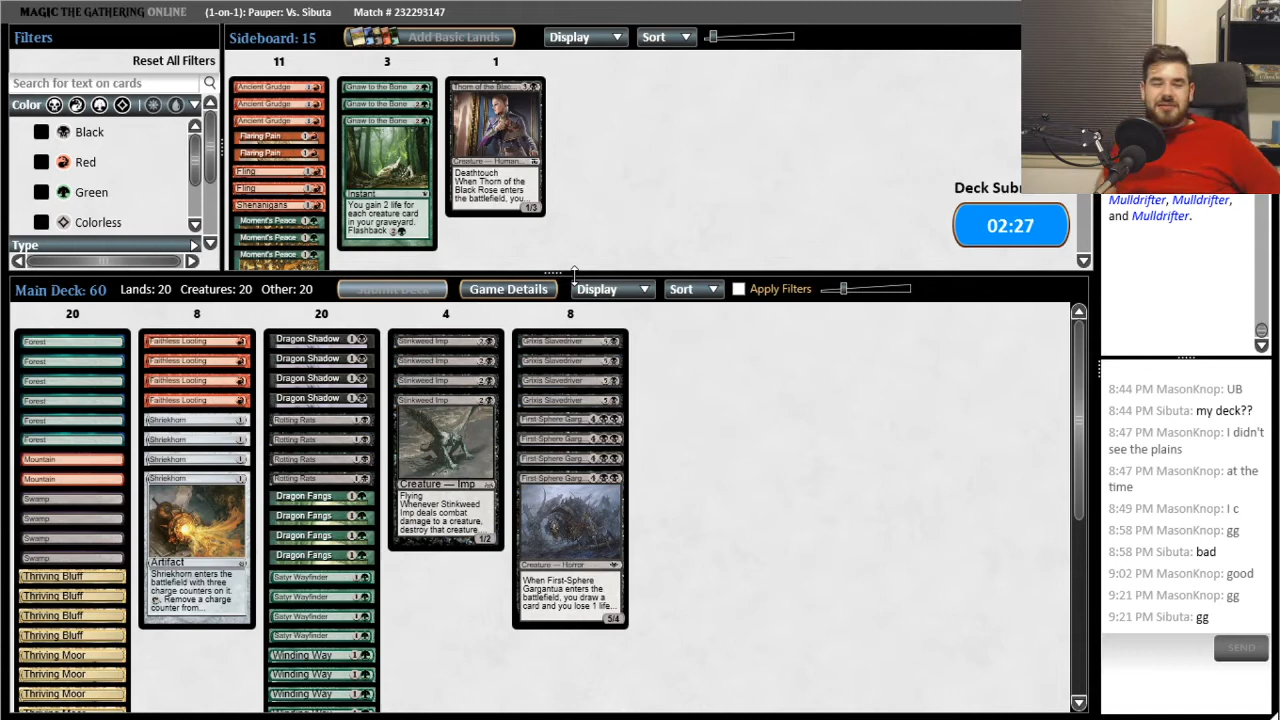 MAGIC THE GATHERING ONLINE (1-on-1): Pauper: Vs. Sibuta Match # 232293147
Filters
Reset All Filters
Search for text on cards
Color
Black
Red
Green
Colorless
Type
Sideboard: 15
Add Basic Lands
Display
Sort
11
3
1
Ancient Grudge
Ancient Grudge
Ancient Grudge
Flaring Pain
Flaring Pain
Fling
Fling
Shenanigans
Moment's Peace
Moment's Peace
Moment's Peace
Gnaw to the Bone
Gnaw to the Bone
Gnaw to the Bone
Instant
You gain 2 life for
each creature card
in your graveyard.
Flashback
Thorn of the Blac...
Creature — Human...
Deathtouch
When Thorn of the
Black Rose enters
the battlefield, you...
1/3
Deck Sub
02:27
Mulldrifter, Mulldrifter,
and Mulldrifter.
Main Deck: 60
Lands: 20
Creatures: 20
Other: 20
Submit Deck
Game Details
Display
Sort
Apply Filters
20
8
20
4
8
Forest
Forest
Forest
Forest
Forest
Forest
Mountain
Mountain
Swamp
Swamp
Swamp
Swamp
Thriving Bluff
Thriving Bluff
Thriving Bluff
Thriving Bluff
Thriving Moor
Thriving Moor
Thriving Moor
Thriving Moor
Faithless Looting
Faithless Looting
Faithless Looting
Faithless Looting
Shriekhorn
Shriekhorn
Shriekhorn
Shriekhorn
Artifact
Shriekhorn enters the
battlefield with three
charge counters on it.
: Remove a charge
counter from...
Dragon Shadow
Dragon Shadow
Dragon Shadow
Dragon Shadow
Rotting Rats
Rotting Rats
Rotting Rats
Rotting Rats
Dragon Fangs
Dragon Fangs
Dragon Fangs
Dragon Fangs
Satyr Wayfinder
Satyr Wayfinder
Satyr Wayfinder
Satyr Wayfinder
Winding Way
Winding Way
Winding Way
Stinkweed Imp
Stinkweed Imp
Stinkweed Imp
Stinkweed Imp
Creature — Imp
Flying
Whenever Stinkweed
Imp deals combat
damage to a creature,
destroy that creature.
1/2
Grixis Slavedriver
Grixis Slavedriver
Grixis Slavedriver
Grixis Slavedriver
First-Sphere Garg...
First-Sphere Garg...
First-Sphere Garg...
First-Sphere Garg...
Creature — Horror
When First-Sphere
Gargantua enters the
battlefield, you draw a
card and you lose 1 life...
5/4
8:44 PM MasonKnop: UB
8:44 PM Sibuta: my deck??
8:47 PM MasonKnop: I didn't
see the plains
8:47 PM MasonKnop: at the
time
8:49 PM MasonKnop: I c
8:58 PM MasonKnop: gg
8:58 PM Sibuta: bad
9:02 PM MasonKnop: good
9:21 PM MasonKnop: gg
9:21 PM Sibuta: gg
SEND